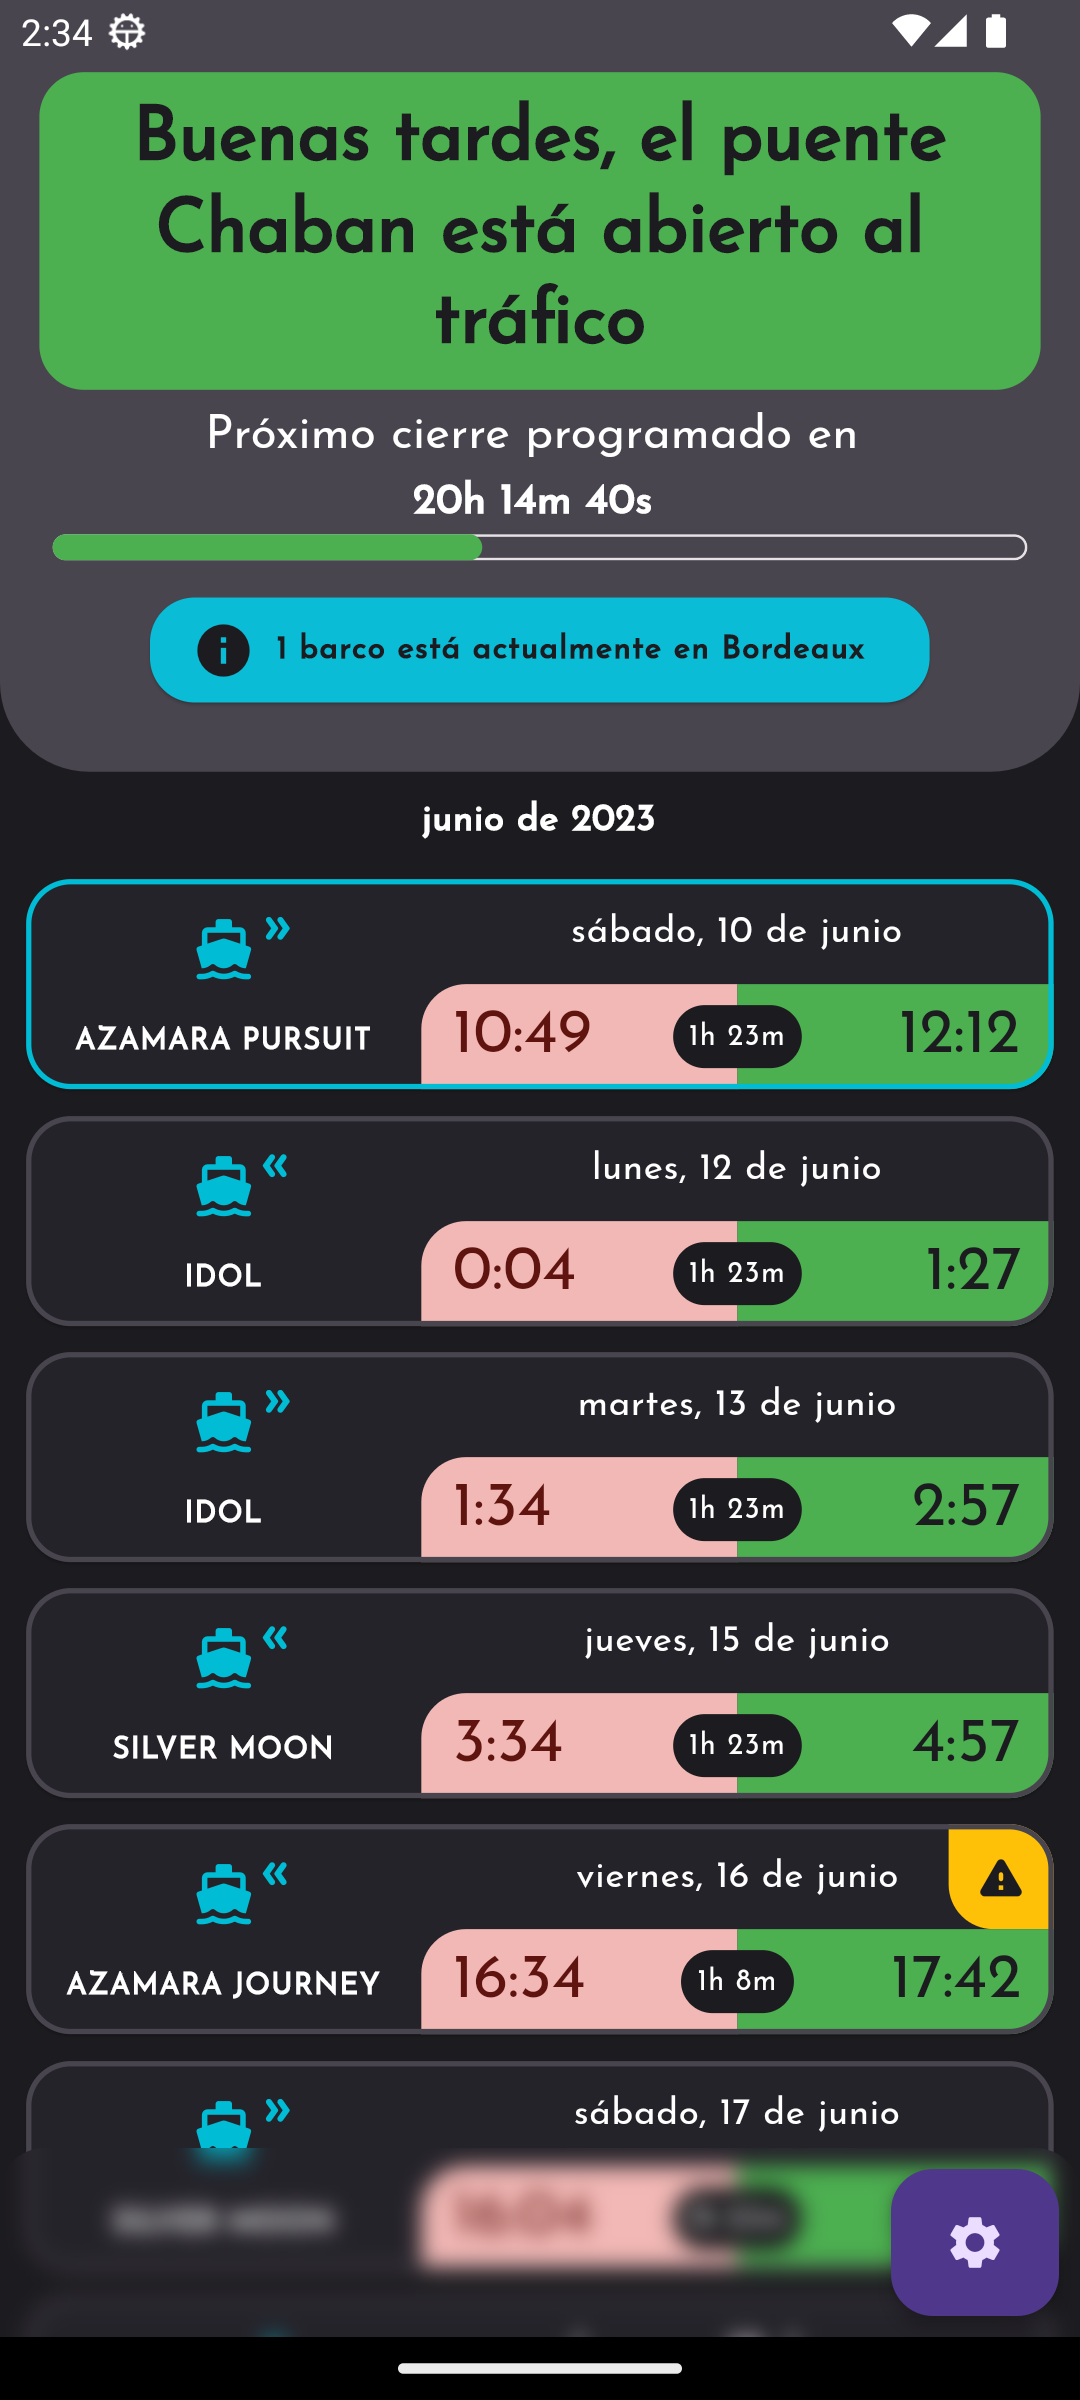 2:34
Buenas tardes, el puente
Chaban está abierto al
tráfico
Próximo cierre programado en
20h 14m 40s
1 barco está actualmente en Bordeaux
junio de 2023
»
sábado, 10 de junio
AZAMARA PURSUIT
10:49
1h 23m
12:12
«
lunes, 12 de junio
IDOL
0:04
1h 23m
1:27
»
martes, 13 de junio
IDOL
1:34
1h 23m
2:57
«
jueves, 15 de junio
SILVER MOON
3:34
1h 23m
4:57
«
viernes, 16 de junio
AZAMARA JOURNEY
16:34
1h 8m
17:42
»
sábado, 17 de junio
SILVER MOON
16:04